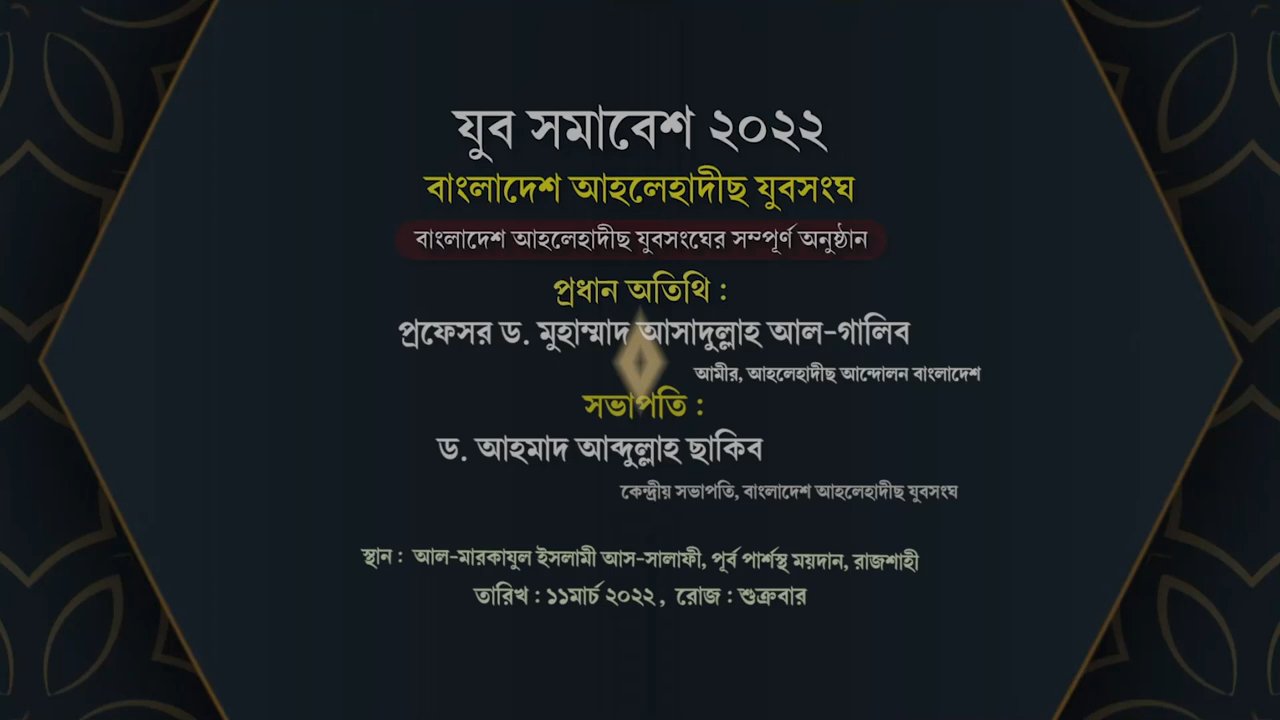 যুব সমাবেশ ২০২২
বাংলাদেশ আহলেহাদীছ যুবসংঘ
বাংলাদেশ আহলেহাদীছ যুবসংঘের সম্পূর্ণ অনুষ্ঠান
প্রধান অতিথি :
প্রফেসর ড. মুহাম্মাদ আসাদুল্লাহ আল-গালিব
আমীর, আহলেহাদীছ আন্দোলন বাংলাদেশ
সভাপতি :
ড. আহমাদ আব্দুল্লাহ ছাকিব
কেন্দ্রীয় সভাপতি, বাংলাদেশ আহলেহাদীছ যুবসংঘ
স্থান : আল-মারকাযুল ইসলামী আস-সালাফী, পূর্ব পার্শস্থ ময়দান, রাজশাহী
তারিখ : ১১মার্চ ২০২২, রোজ : শুক্রবার